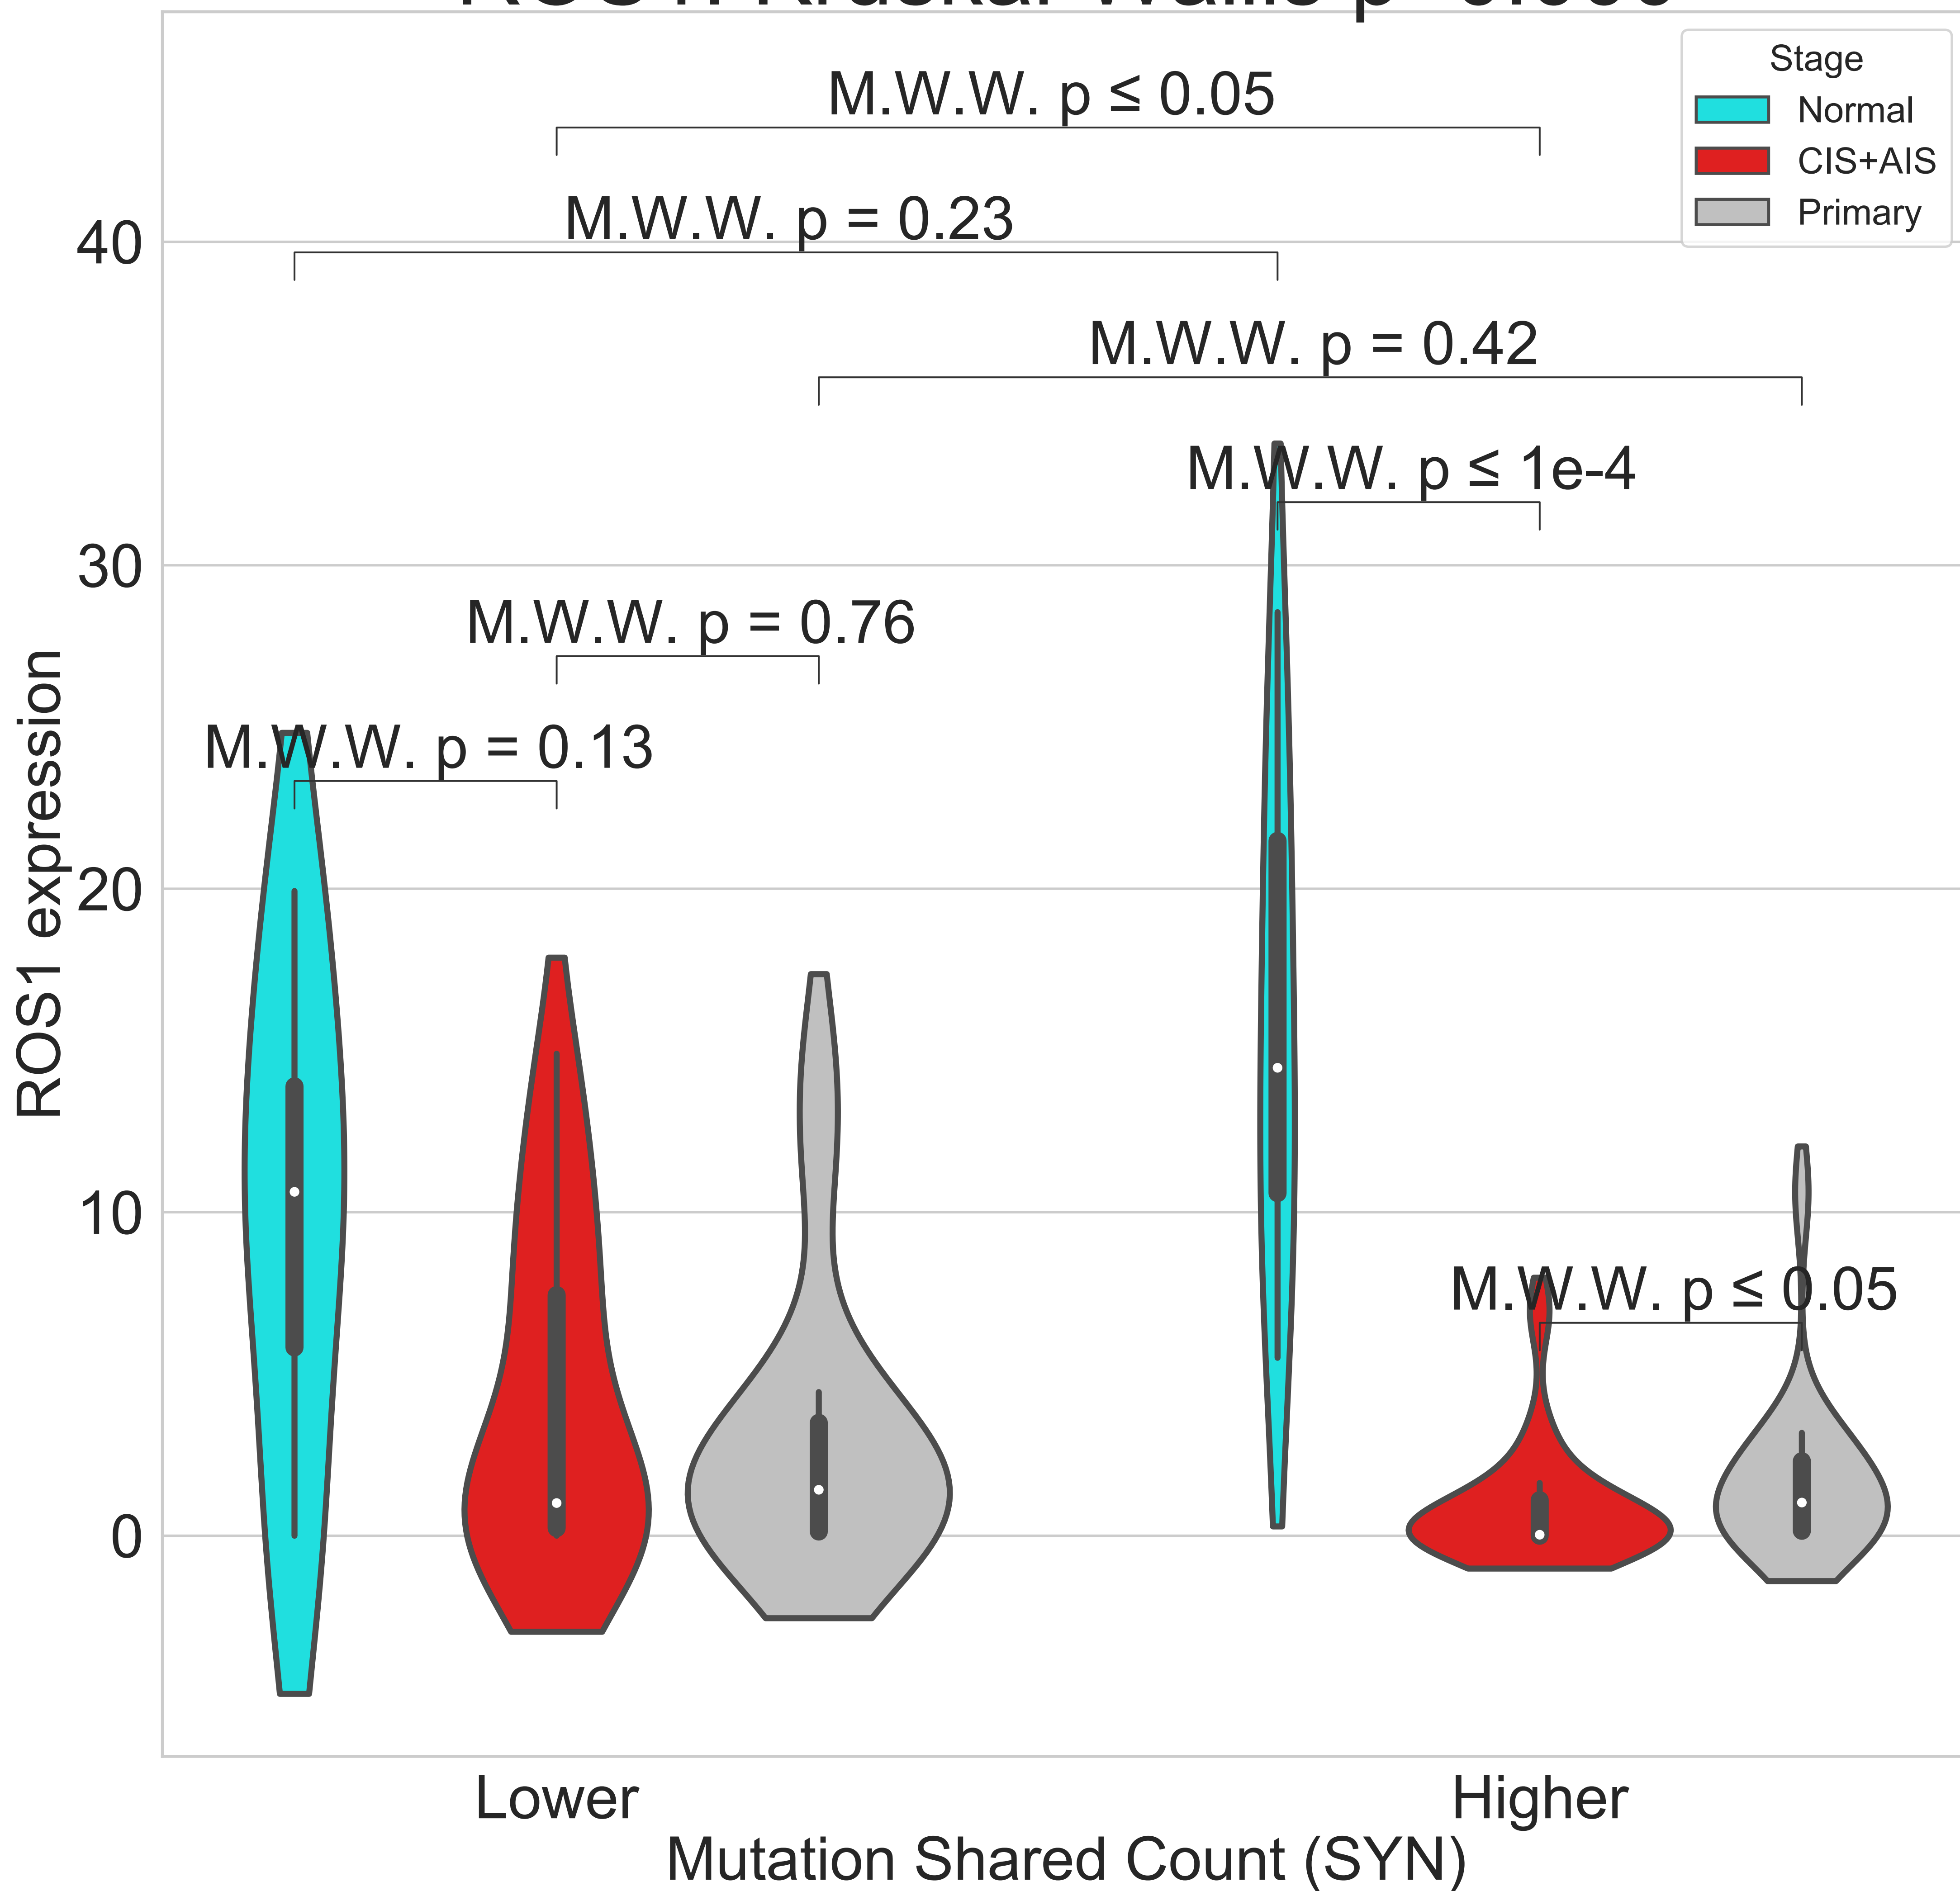 Stage
Normal
CIS+AIS
Primary
M.W.W. p ≤ 0.05
M.W.W. p = 0.23
M.W.W. p = 0.42
M.W.W. p ≤ 1e-4
M.W.W. p = 0.76
M.W.W. p = 0.13
M.W.W. p ≤ 0.05
40
30
20
10
0
ROS1 expression
Lower
Higher
Mutation Shared Count (SYN)